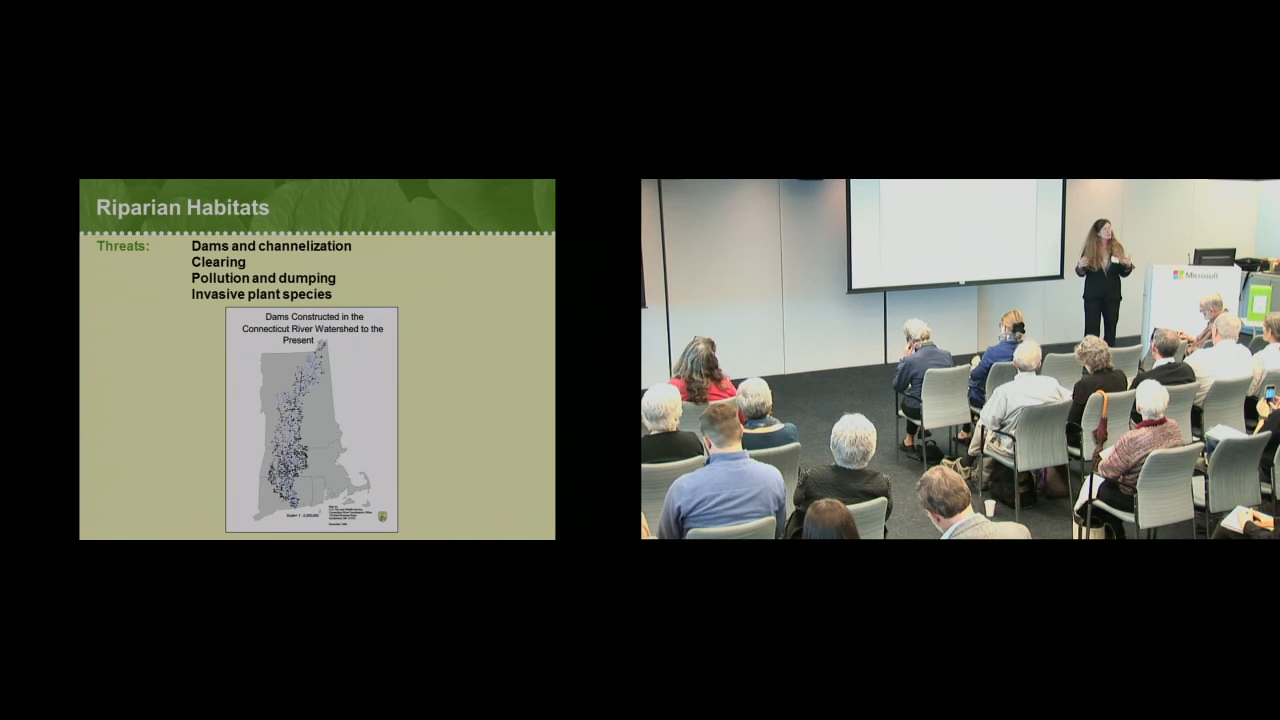 Riparian Habitats
Threats: Dams and channelization
Clearing
Pollution and dumping
Invasive plant species
Dams Constructed in the
Connecticut River Watershed to the
Present
Microsoft